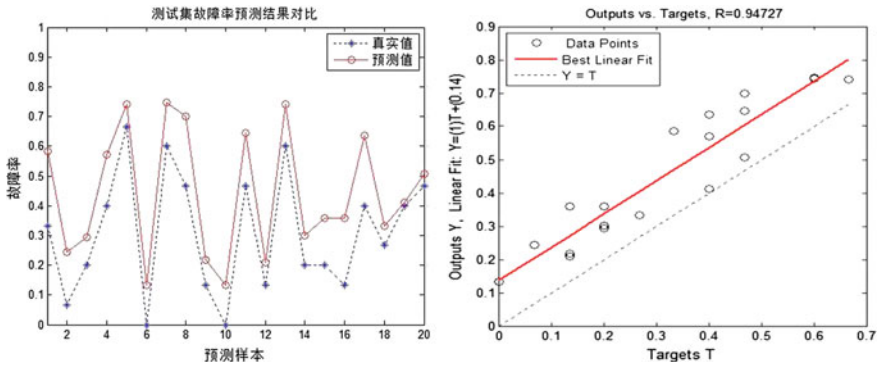 测试集故障率预测结果对比
真实值
预测值
故障率
0.9
0.8
0.7
0.6
0.5
0.4
0.3
0.2
0.1
0
2 4 6 8 10 12 14 16 18 20
预测样本
Outputs vs. Targets, R=0.94727
Data Points
Best Linear Fit
Y = T
Outputs Y, Linear Fit: Y=(1)T+(0.14)
0.9
0.8
0.7
0.6
0.5
0.4
0.3
0.2
0.1
0
0 0.1 0.2 0.3 0.4 0.5 0.6 0.7
Targets T